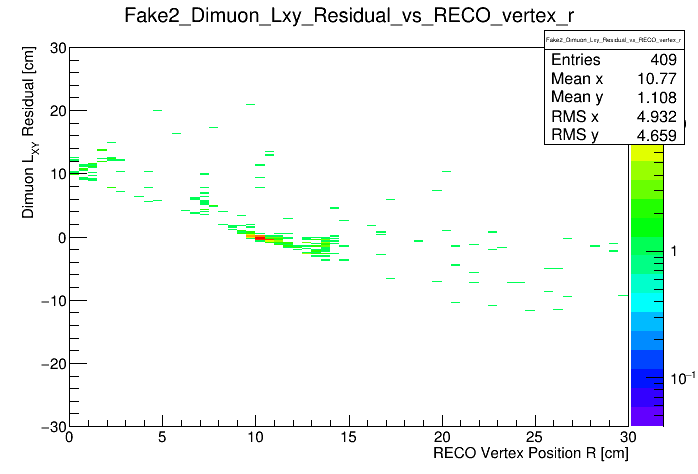 Fake2_Dimuon_Lxy_Residual_vs_RECO_vertex_r
Fake2_Dimuon_Lxy_Residual_vs_RECO_vertex_r
Entries 409
Mean x 10.77
Mean y 1.108
RMS x 4.932
RMS y 4.659
Dimuon L_XY Residual [cm]
30
20
10
0
−10
−20
−30
0 5 10 15 20 25 30
RECO Vertex Position R [cm]
1
10⁻¹